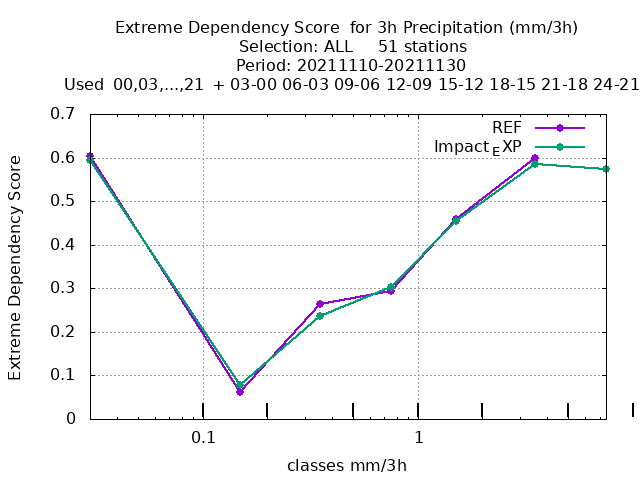 Extreme Dependency Score  for 3h Precipitation (mm/3h)
Selection: ALL     51 stations
Period: 20211110-20211130
Used  00,03,...,21  + 03-00 06-03 09-06 12-09 15-12 18-15 21-18 24-21
0.7
0.6
0.5
0.4
0.3
0.2
0.1
0
Extreme Dependency Score
REF
Impact_EXP
0.1 1
classes mm/3h